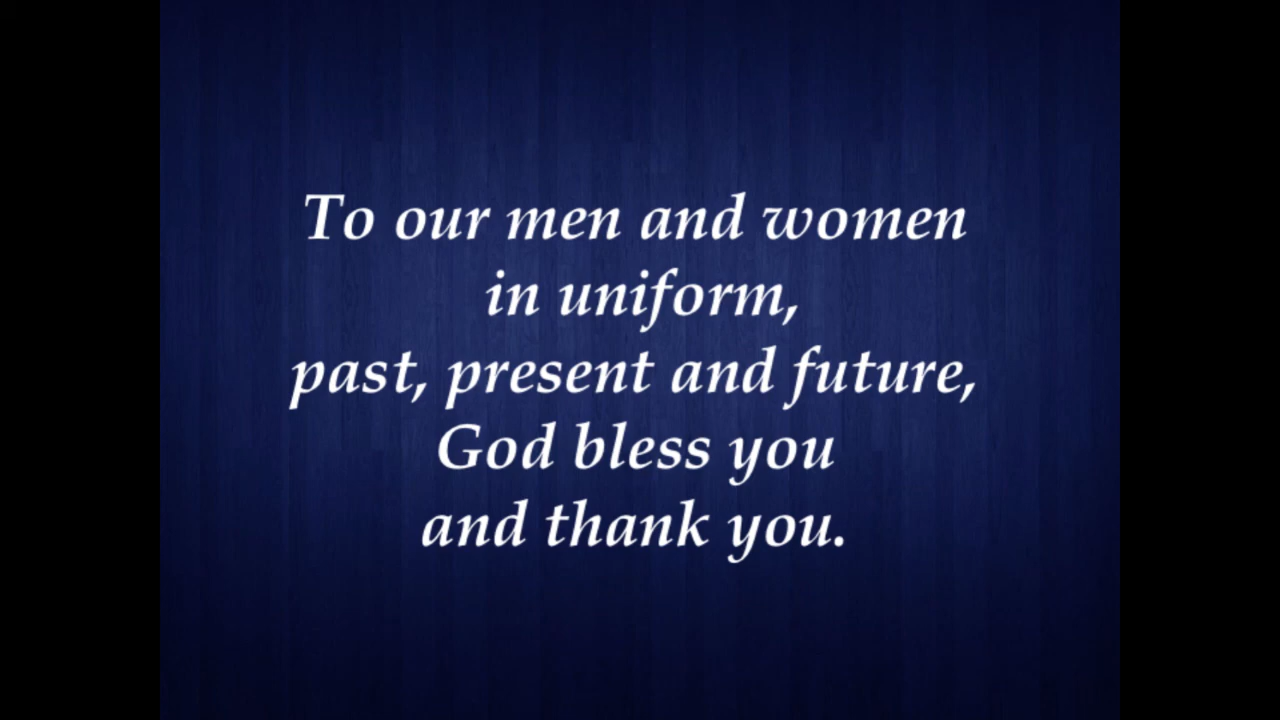 To our men and women
in uniform,
past, present and future,
God bless you
and thank you.